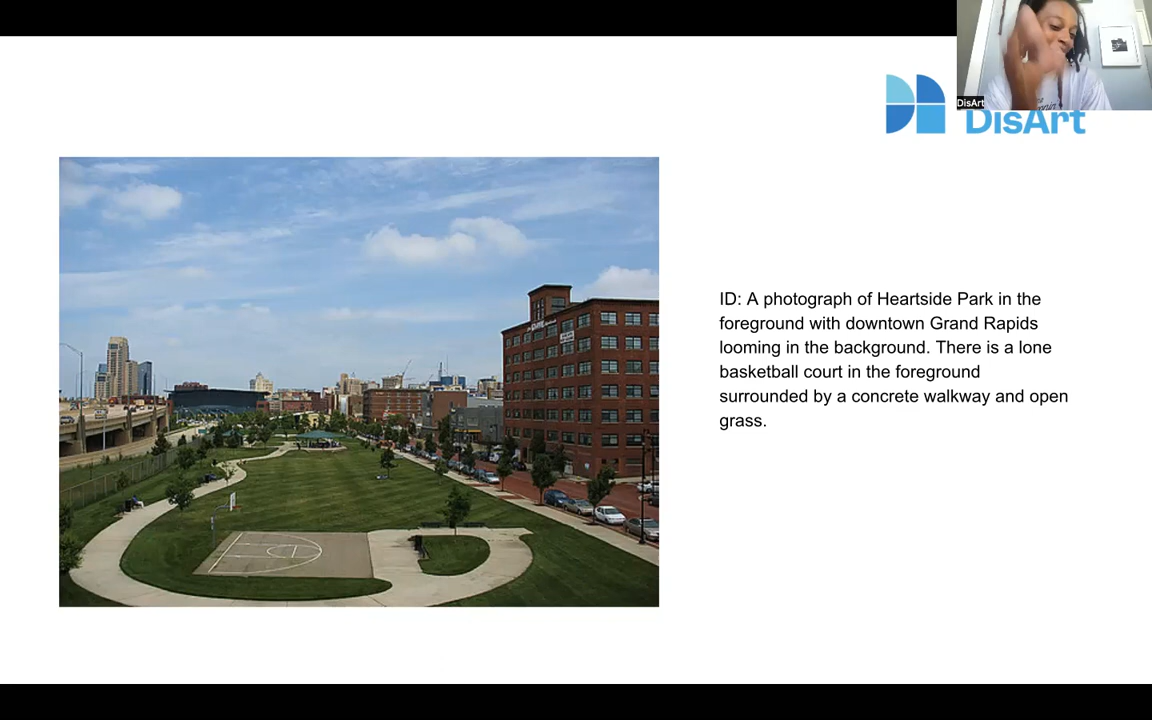 DisArt
DisArt
ID: A photograph of Heartside Park in the
foreground with downtown Grand Rapids
looming in the background. There is a lone
basketball court in the foreground
surrounded by a concrete walkway and open
grass.